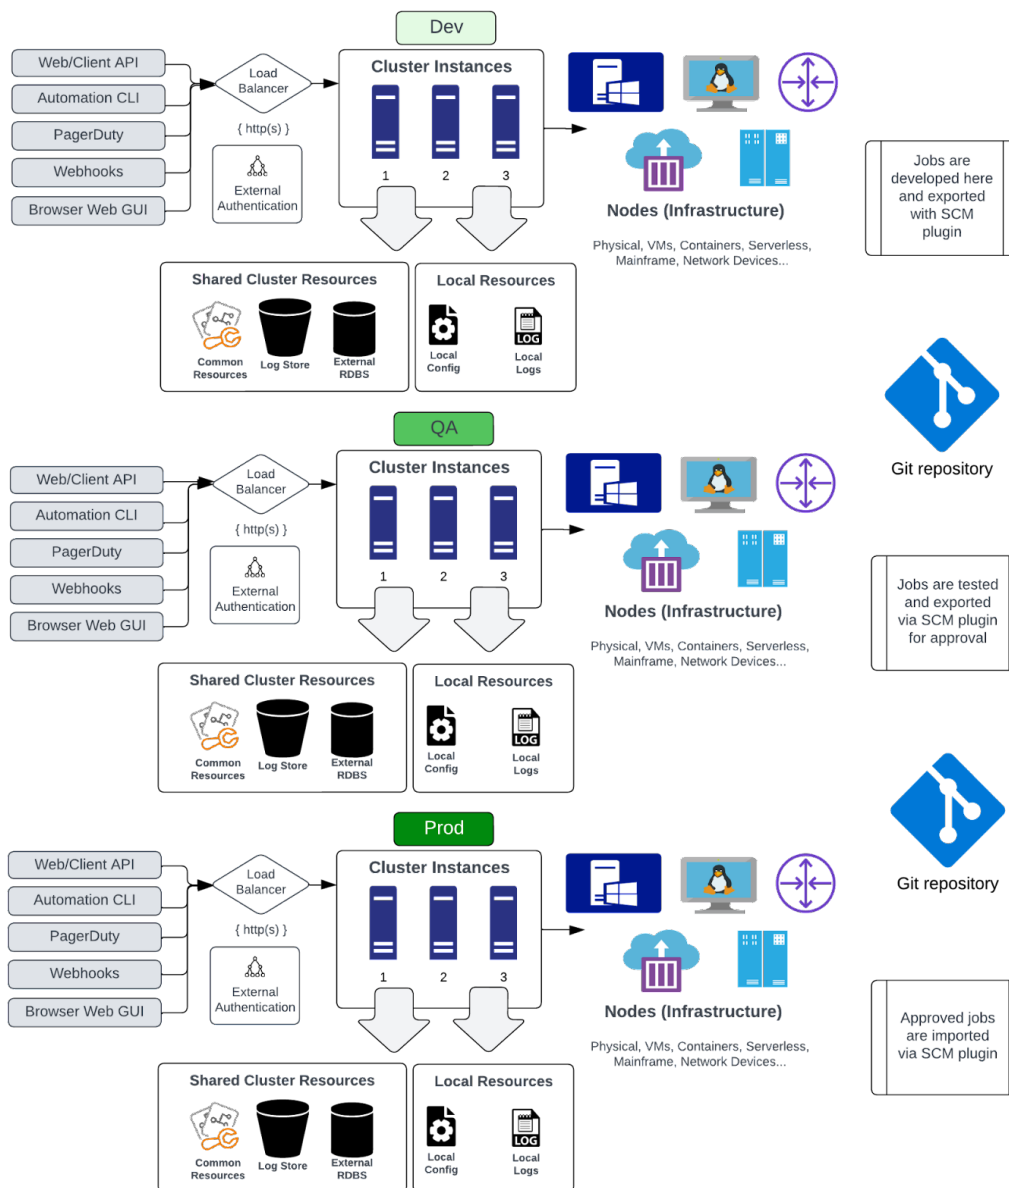 Dev
Web/Client API
Automation CLI
PagerDuty
Webhooks
Browser Web GUI
Load
Balancer
{ http(s) }
External
Authentication
Cluster Instances
1 2 3
Nodes (Infrastructure)
Physical, VMs, Containers, Serverless,
Mainframe, Network Devices...
Jobs are
developed here
and exported
with SCM
plugin
Shared Cluster Resources
Common
Resources
Log Store
External
RDBS
Local Resources
Local
Config
LOG
Local
Logs
Git repository
QA
Web/Client API
Automation CLI
PagerDuty
Webhooks
Browser Web GUI
Load
Balancer
{ http(s) }
External
Authentication
Cluster Instances
1 2 3
Nodes (Infrastructure)
Physical, VMs, Containers, Serverless,
Mainframe, Network Devices...
Jobs are tested
and exported
via SCM plugin
for approval
Shared Cluster Resources
Common
Resources
Log Store
External
RDBS
Local Resources
Local
Config
LOG
Local
Logs
Git repository
Prod
Web/Client API
Automation CLI
PagerDuty
Webhooks
Browser Web GUI
Load
Balancer
{ http(s) }
External
Authentication
Cluster Instances
1 2 3
Nodes (Infrastructure)
Physical, VMs, Containers, Serverless,
Mainframe, Network Devices...
Approved jobs
are imported
via SCM plugin
Shared Cluster Resources
Common
Resources
Log Store
External
RDBS
Local Resources
Local
Config
LOG
Local
Logs